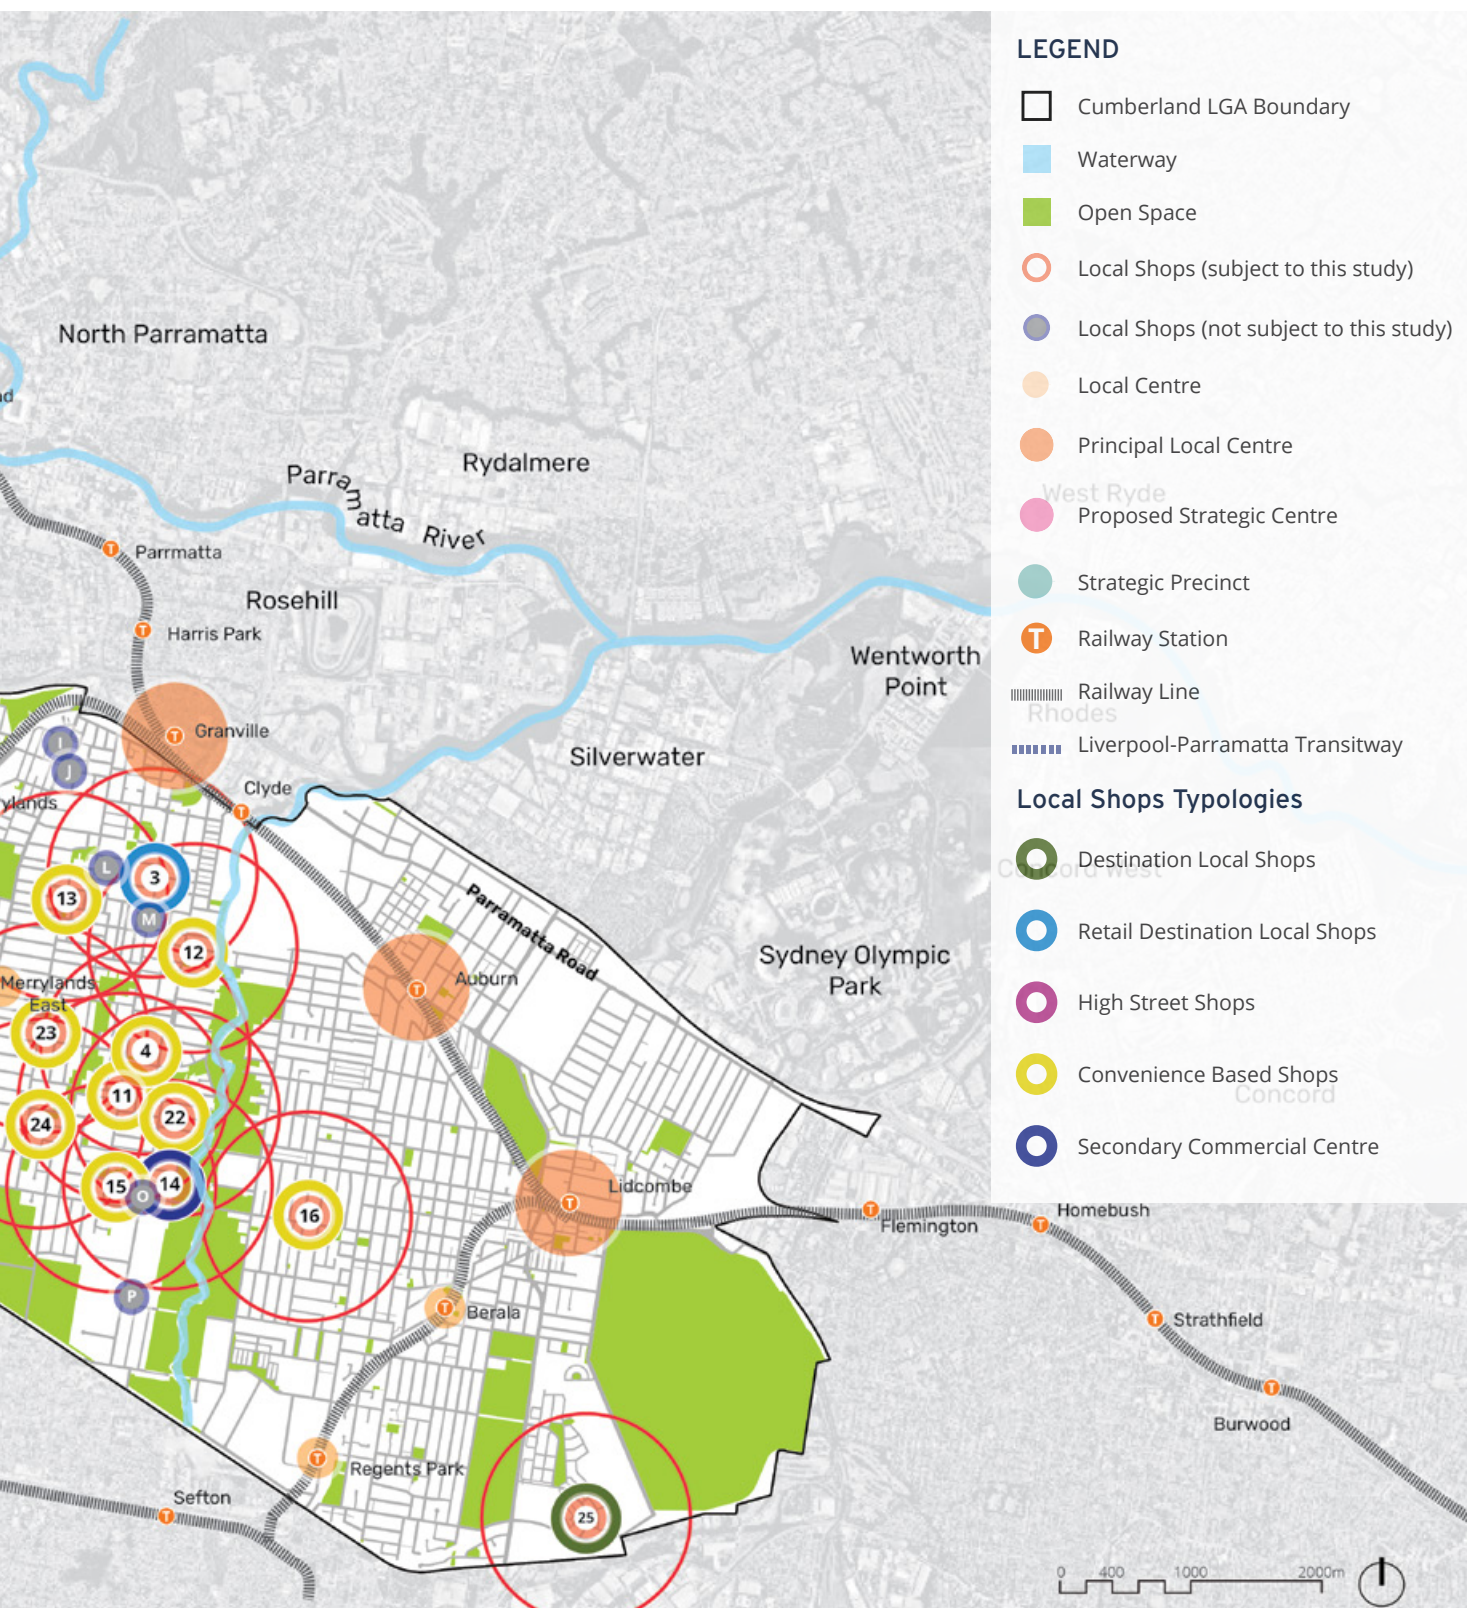 LEGEND
Cumberland LGA Boundary
Waterway
Open Space
Local Shops (subject to this study)
Local Shops (not subject to this study)
Local Centre
Principal Local Centre
West Ryde
Proposed Strategic Centre
Strategic Precinct
T Railway Station
Railway Line
Rhodes
Liverpool-Parramatta Transitway
Local Shops Typologies
Destination Local Shops
Concord West
Retail Destination Local Shops
High Street Shops
Convenience Based Shops
Concord
Secondary Commercial Centre
North Parramatta
Rydalmere
Parramatta River
T Parrmatta
Rosehill
T Harris Park
Wentworth
Point
T Granville
I
J
Silverwater
Clyde
T
ylands
L
3
13
M
Parramatta Road
12
Sydney Olympic
Park
Merrylands
East
T Auburn
23
4
11
24
22
15
O
14
16
Lidcombe
T
T
Flemington
Homebush
T
P
T Berala
T Strathfield
T
Burwood
T
Regents Park
Sefton
T
25
0 400 1000 2000m